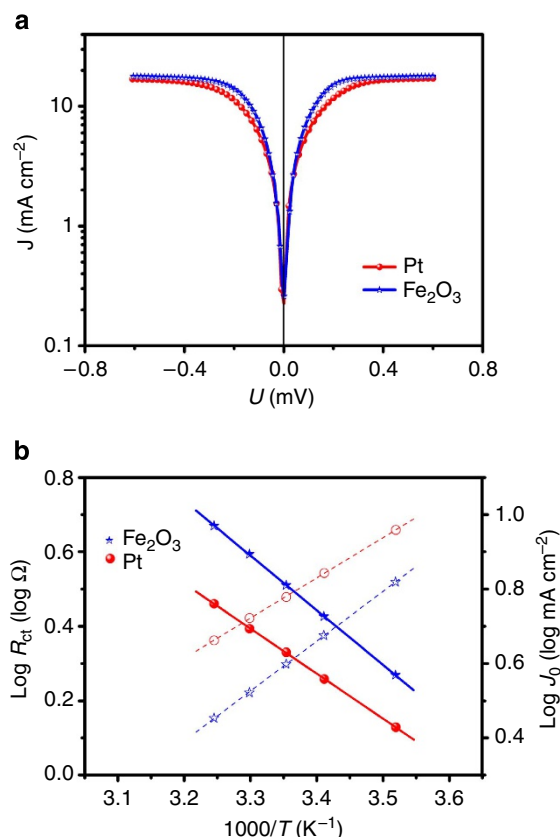 a
10
1
0.1
J (mA cm⁻²)
Pt
Fe₂O₃
−0.8 −0.4 0.0 0.4 0.8
U (mV)
b
0.8
0.6
0.4
0.2
0.0
Log Rct (log Ω)
Fe₂O₃
Pt
1.0
0.8
0.6
0.4
Log J₀ (log mA cm⁻²)
3.1 3.2 3.3 3.4 3.5 3.6
1000/T (K⁻¹)